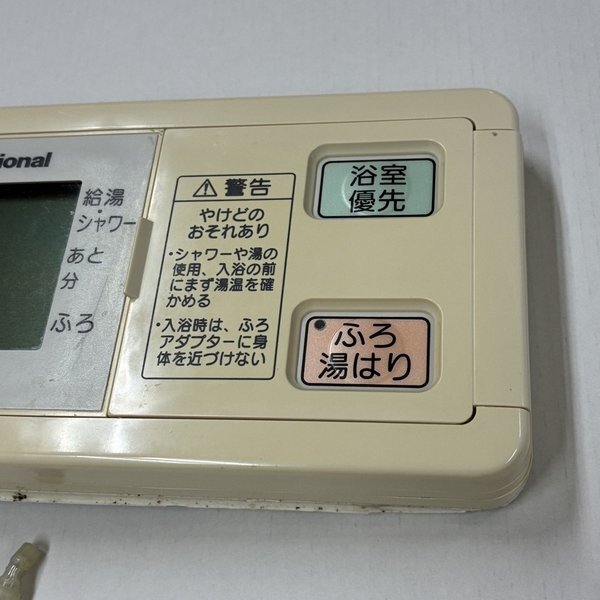 ional
給湯
・
シャワー
あと
分
ふろ
⚠ 警告
やけどの
おそれあり
・シャワーや湯の
使用、入浴の前
にまず湯温を確
かめる
・入浴時は、ふろ
アダプターに身
体を近づけない
浴室
優先
ふろ
湯はり